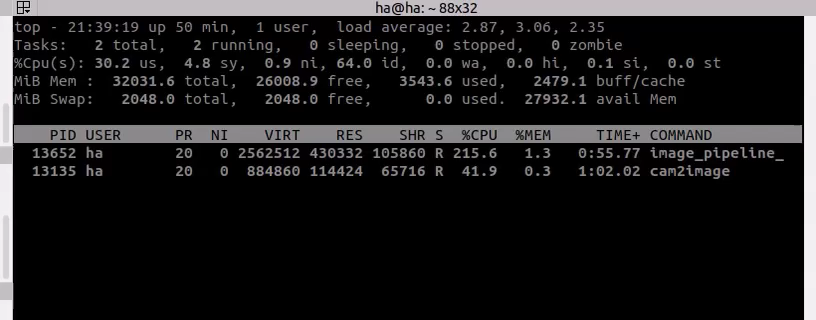 ha@ha: ~ 88x32
top - 21:39:19 up 50 min,  1 user,  load average: 2.87, 3.06, 2.35
Tasks:   2 total,   2 running,   0 sleeping,   0 stopped,   0 zombie
%Cpu(s): 30.2 us,  4.8 sy,  0.9 ni, 64.0 id,  0.0 wa,  0.0 hi,  0.1 si,  0.0 st
MiB Mem :  32031.6 total,  26008.9 free,   3543.6 used,   2479.1 buff/cache
MiB Swap:   2048.0 total,   2048.0 free,      0.0 used.  27932.1 avail Mem
PID USER      PR  NI    VIRT    RES    SHR S  %CPU  %MEM     TIME+ COMMAND
13652 ha        20   0 2562512 430332 105860 R 215.6   1.3   0:55.77 image_pipeline_
13135 ha        20   0  884860 114424  65716 R  41.9   0.3   1:02.02 cam2image